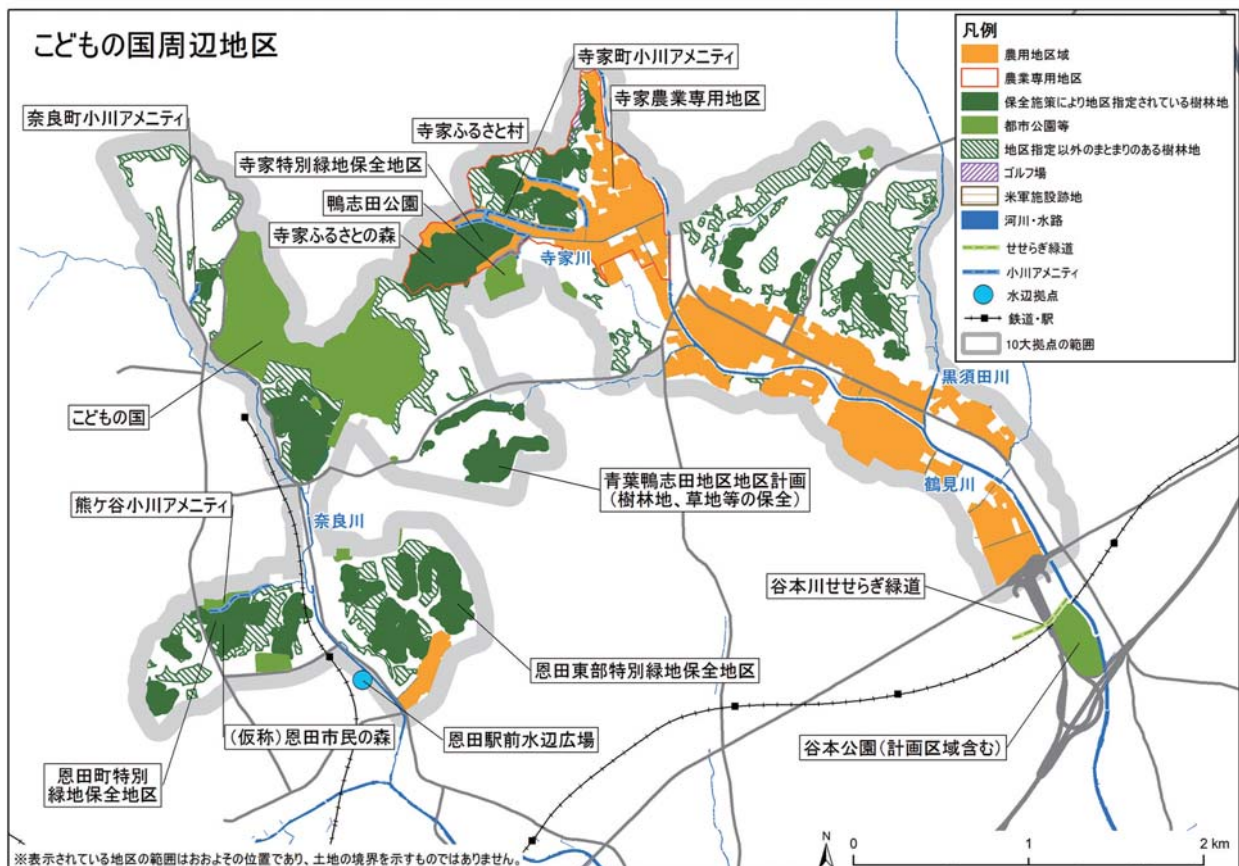 こどもの国周辺地区
凡例
農用地区域
農業専用地区
保全施策により地区指定されている樹林地
都市公園等
地区指定以外のまとまりのある樹林地
ゴルフ場
米軍施設跡地
河川・水路
せせらぎ緑道
小川アメニティ
水辺拠点
鉄道・駅
10大拠点の範囲
寺家町小川アメニティ
寺家農業専用地区
奈良町小川アメニティ
寺家ふるさと村
寺家特別緑地保全地区
鴨志田公園
寺家ふるさとの森
寺家川
黒須田川
こどもの国
青葉鴨志田地区地区計画
(樹林地、草地等の保全)
鶴見川
熊ケ谷小川アメニティ
奈良川
谷本川せせらぎ緑道
恩田東部特別緑地保全地区
(仮称)恩田市民の森
恩田駅前水辺広場
谷本公園(計画区域含む)
恩田町特別
緑地保全地区
N
0 1 2 km
※表示されている地区の範囲はおおよその位置であり、土地の境界を示すものではありません。